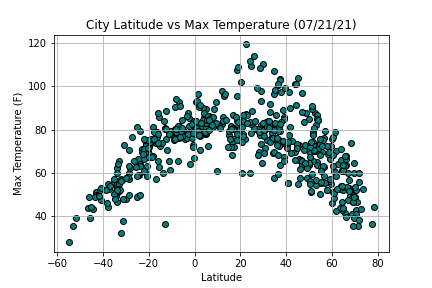 City Latitude vs Max Temperature (07/21/21)
120
100
80
60
40
Max Temperature (F)
−60 −40 −20 0 20 40 60 80
Latitude